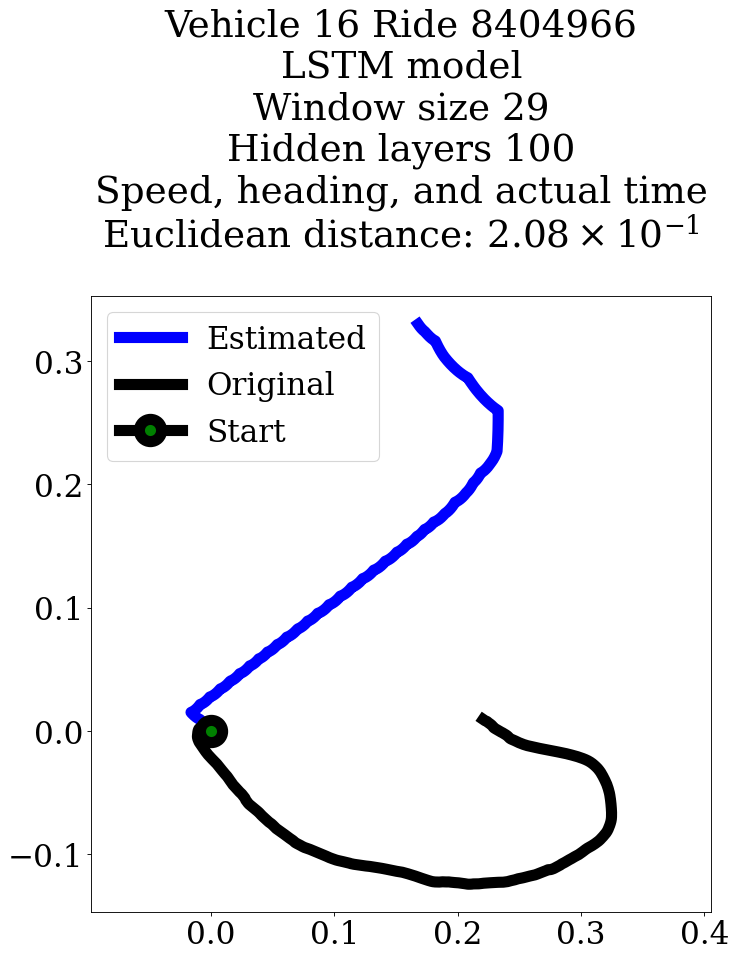 Vehicle 16 Ride 8404966
LSTM model
Window size 29
Hidden layers 100
Speed, heading, and actual time
Euclidean distance: 2.08 × 10⁻¹
Estimated
Original
Start
0.3
0.2
0.1
0.0
−0.1
0.0 0.1 0.2 0.3 0.4